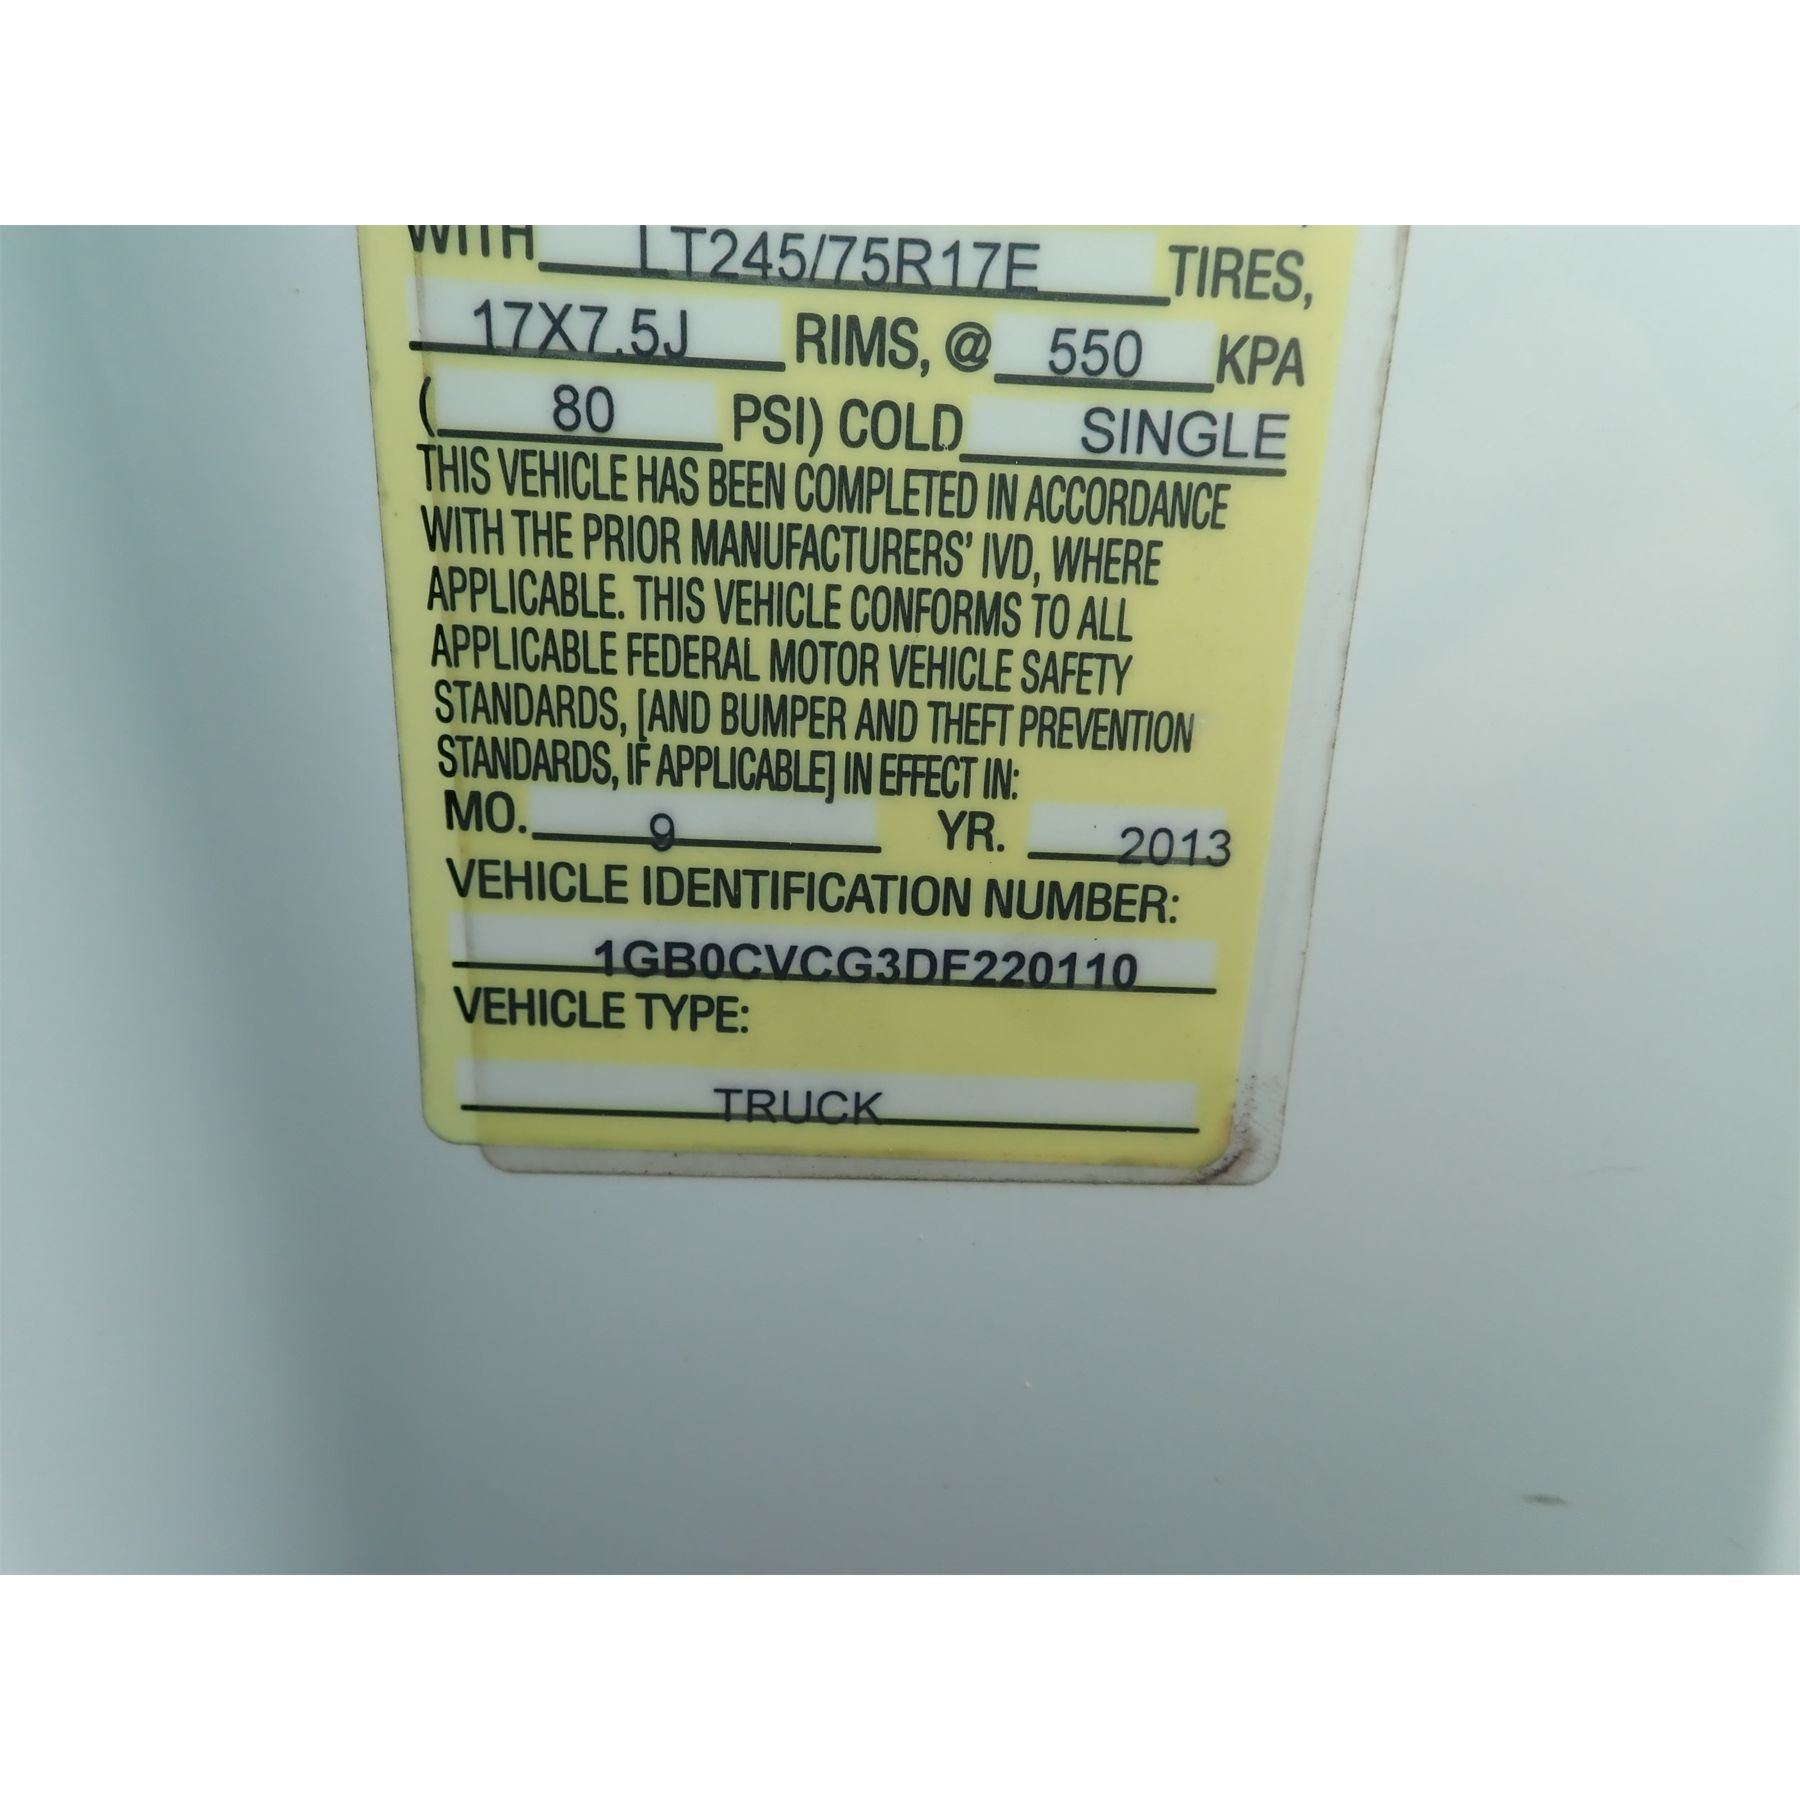 WITH LT245/75R17E TIRES,
17X7.5J RIMS, @ 550 KPA
( 80 PSI) COLD SINGLE
THIS VEHICLE HAS BEEN COMPLETED IN ACCORDANCE
WITH THE PRIOR MANUFACTURERS' IVD, WHERE
APPLICABLE. THIS VEHICLE CONFORMS TO ALL
APPLICABLE FEDERAL MOTOR VEHICLE SAFETY
STANDARDS, [AND BUMPER AND THEFT PREVENTION
STANDARDS, IF APPLICABLE] IN EFFECT IN:
MO. 9 YR. 2013
VEHICLE IDENTIFICATION NUMBER:
1GB0CVCG3DF220110
VEHICLE TYPE:
TRUCK